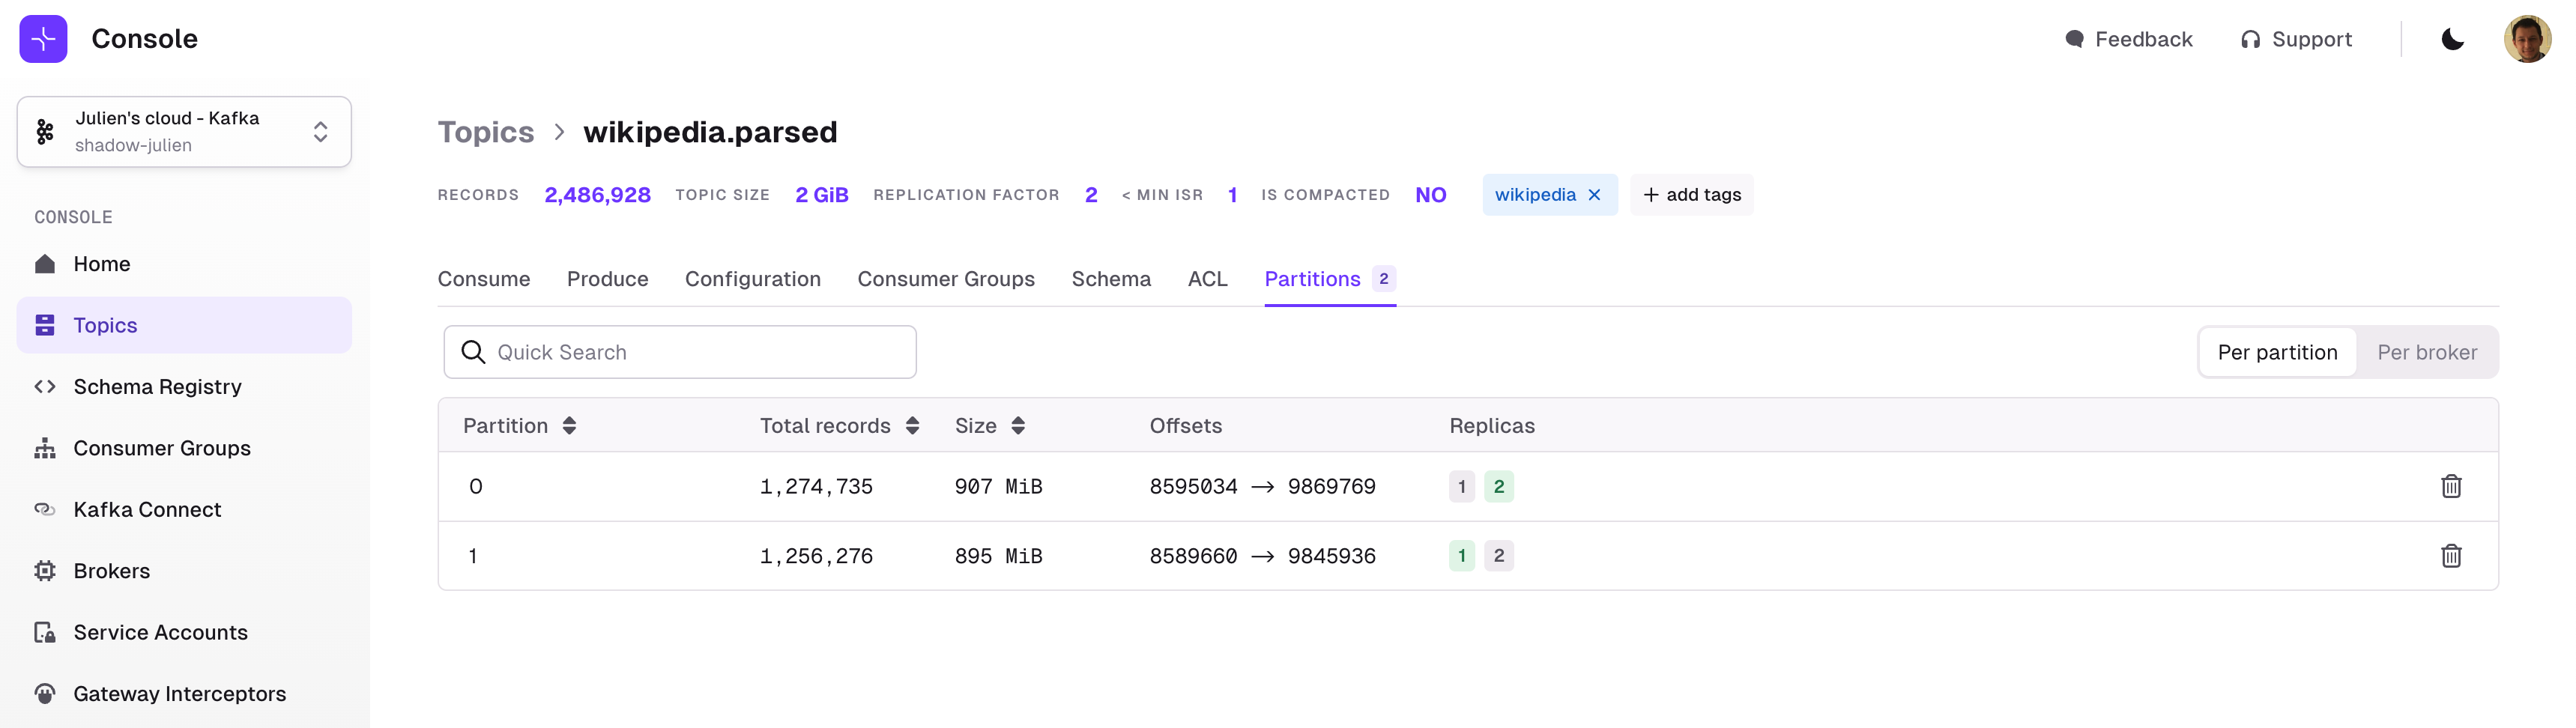 Console
Feedback
Support
Julien's cloud - Kafka
shadow-julien
CONSOLE
Home
Topics
Schema Registry
Consumer Groups
Kafka Connect
Brokers
Service Accounts
Gateway Interceptors
Topics > wikipedia.parsed
RECORDS 2,486,928 TOPIC SIZE 2 GiB REPLICATION FACTOR 2 < MIN ISR 1 IS COMPACTED NO wikipedia × + add tags
Consume Produce Configuration Consumer Groups Schema ACL Partitions 2
Quick Search
Per partition Per broker
Partition Total records Size Offsets Replicas
0 1,274,735 907 MiB 8595034 → 9869769 1 2
1 1,256,276 895 MiB 8589660 → 9845936 1 2